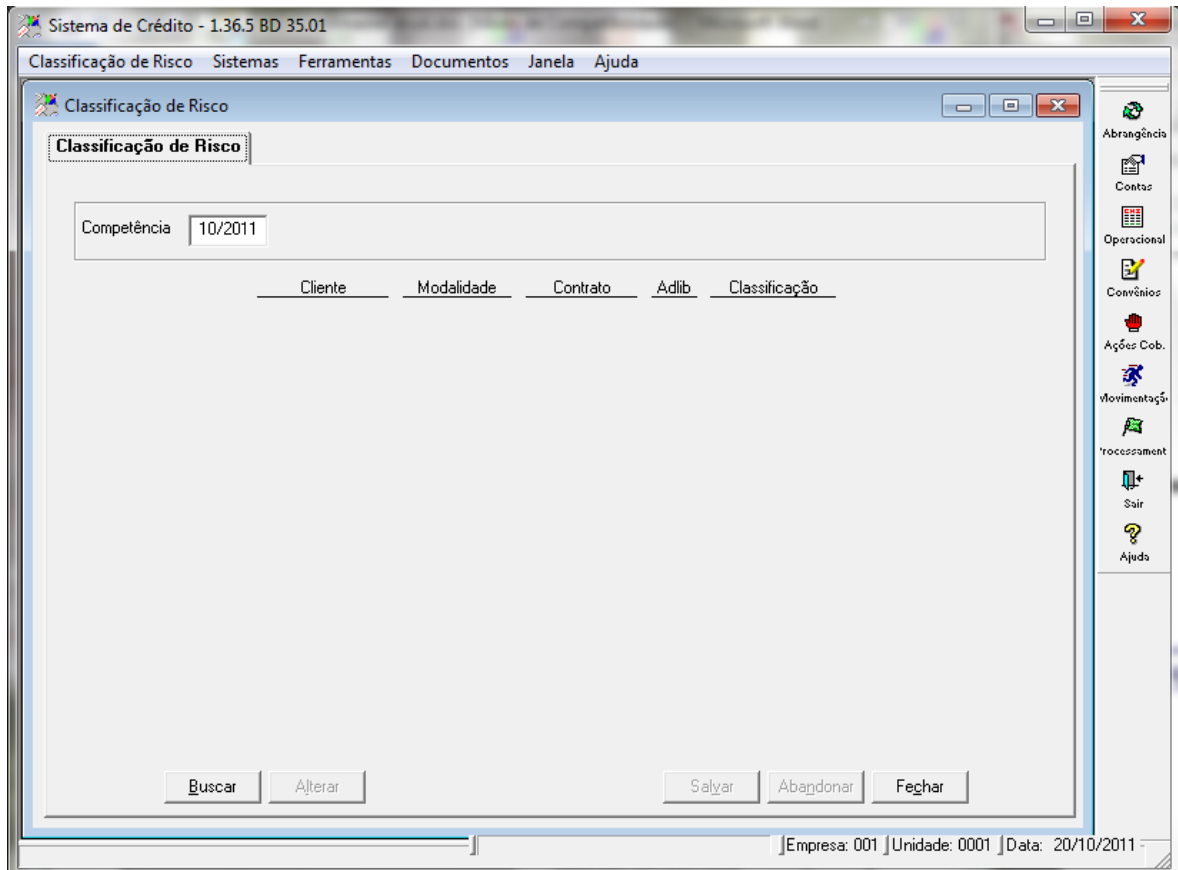 Sistema de Crédito - 1.36.5 BD 35.01
Classificação de Risco Sistemas Ferramentas Documentos Janela Ajuda
Classificação de Risco
Classificação de Risco
Competência 10/2011
Cliente Modalidade Contrato Adlib Classificação
Buscar Alterar Salvar Abandonar Fechar
Abrangência
Contas
Operacional
Convênios
Ações Cob.
Movimentaçã
rocessament
Sair
Ajuda
Empresa: 001 Unidade: 0001 Data: 20/10/2011